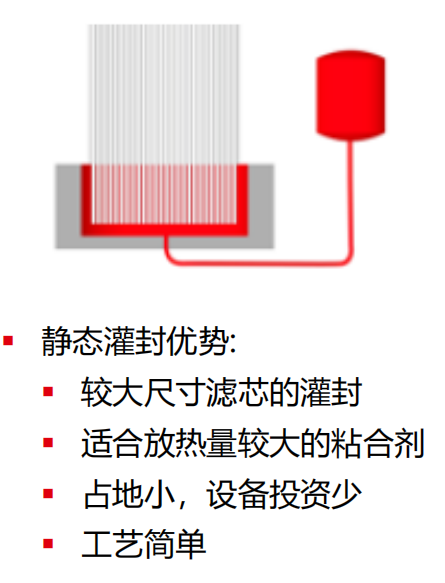 静态灌封优势:
较大尺寸滤芯的灌封
适合放热量较大的粘合剂
占地小，设备投资少
工艺简单